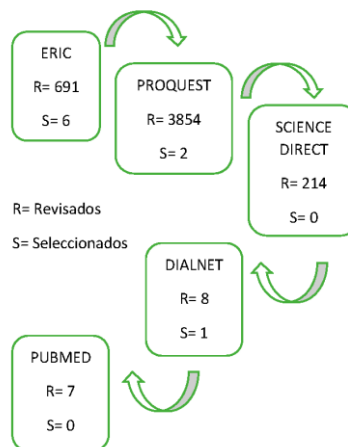 ERIC
R= 691
S= 6
PROQUEST
R= 3854
S= 2
SCIENCE
DIRECT
R= 214
S= 0
R= Revisados
S= Seleccionados
DIALNET
R= 8
S= 1
PUBMED
R= 7
S= 0